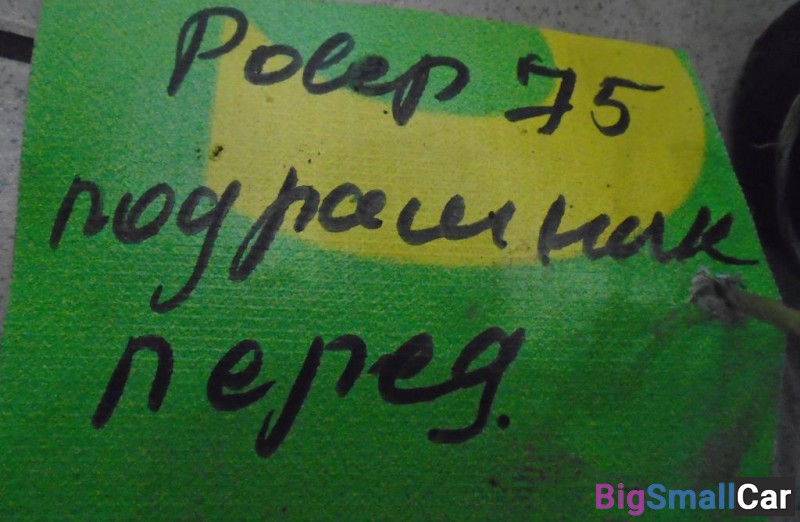 Ровер 75
подрамник
перед.
BigSmallCar